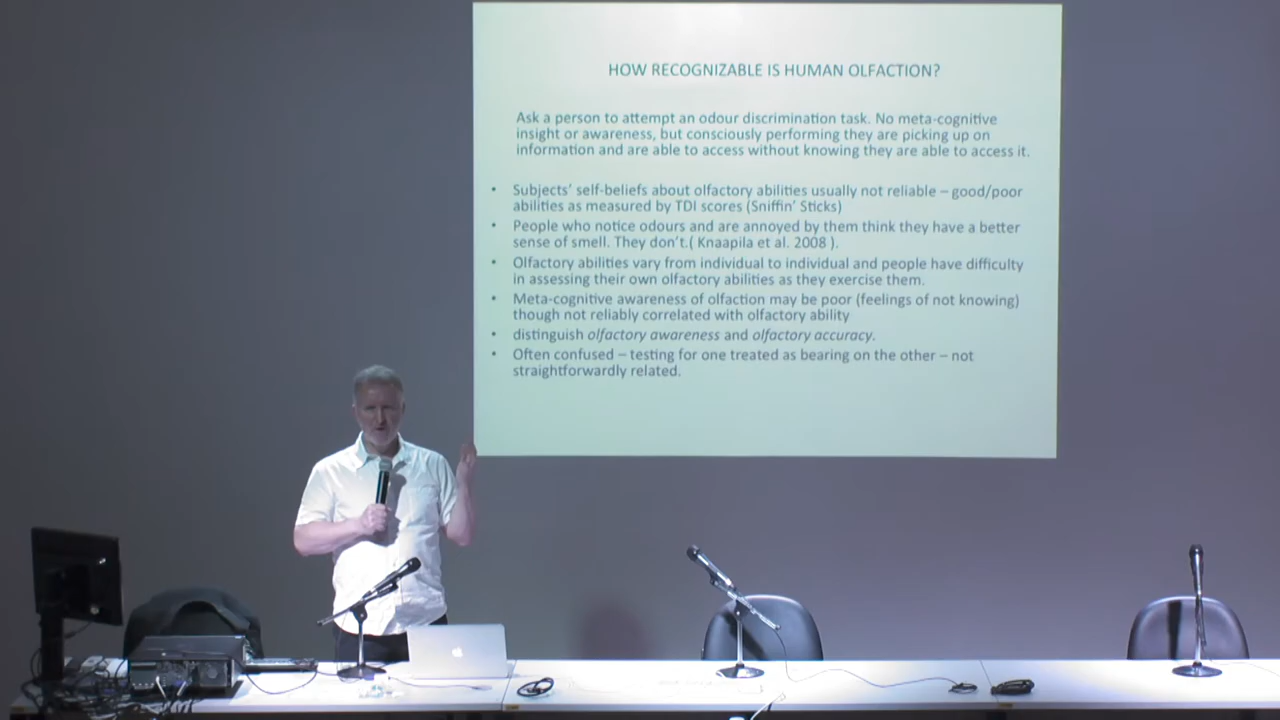 HOW RECOGNIZABLE IS HUMAN OLFACTION?
Ask a person to attempt an odour discrimination task. No meta-cognitive
insight or awareness, but consciously performing they are picking up on
information and are able to access without knowing they are able to access it.
• Subjects' self-beliefs about olfactory abilities usually not reliable – good/poor
abilities as measured by TDI scores (Sniffin' Sticks)
• People who notice odours and are annoyed by them think they have a better
sense of smell. They don't.( Knaapila et al. 2008 ).
• Olfactory abilities vary from individual to individual and people have difficulty
in assessing their own olfactory abilities as they exercise them.
• Meta-cognitive awareness of olfaction may be poor (feelings of not knowing)
though not reliably correlated with olfactory ability
• distinguish olfactory awareness and olfactory accuracy.
• Often confused – testing for one treated as bearing on the other – not
straightforwardly related.